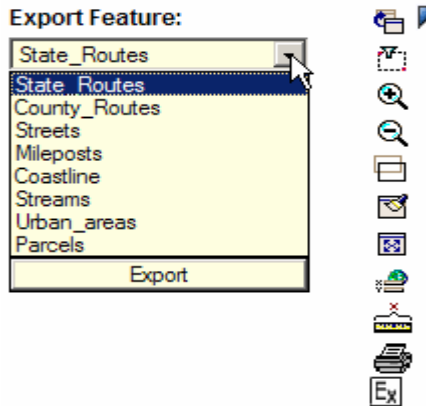 Export Feature:
State_Routes
State_Routes
County_Routes
Streets
Mileposts
Coastline
Streams
Urban_areas
Parcels
Export
Ex